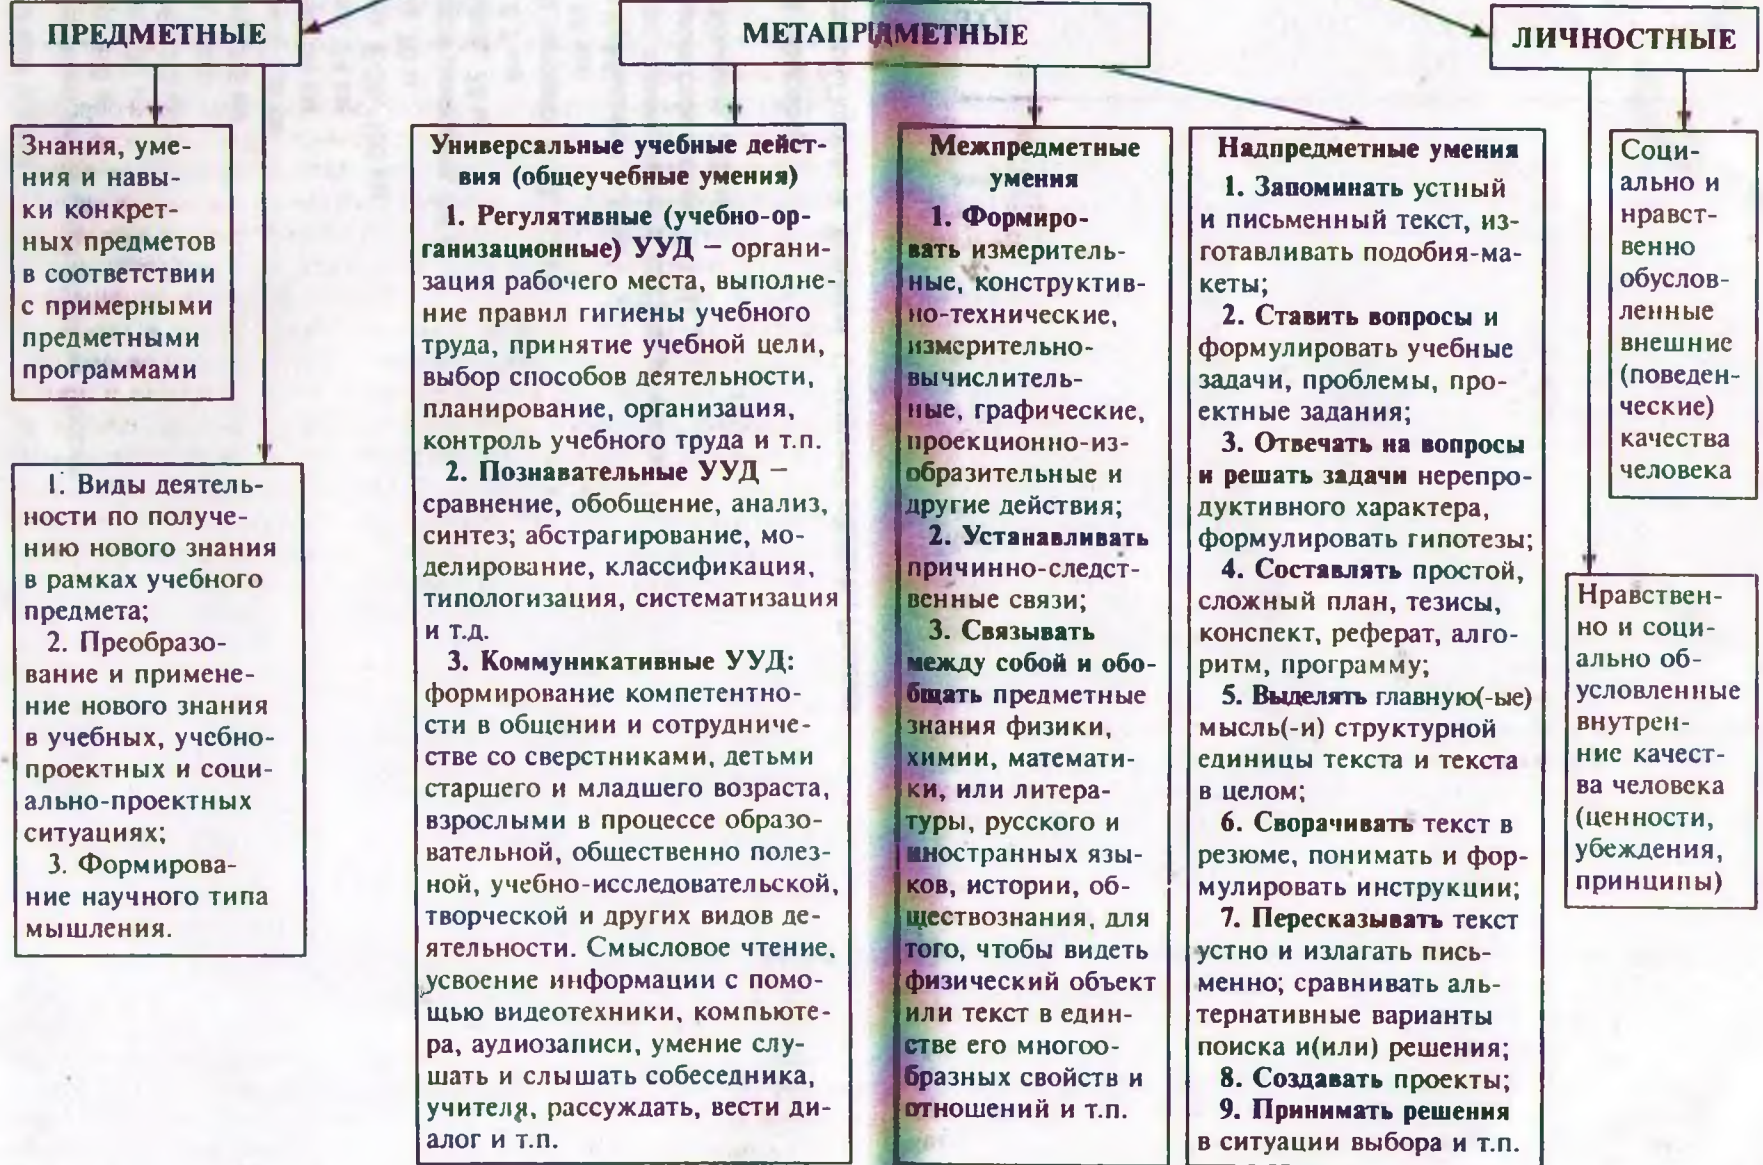 ПРЕДМЕТНЫЕ
МЕТАПРЕДМЕТНЫЕ
ЛИЧНОСТНЫЕ
Знания, уме-
ния и навы-
ки конкрет-
ных предметов
в соответствии
с примерными
предметными
программами
1. Виды деятель-
ности по получе-
нию нового знания
в рамках учебного
предмета;
2. Преобразо-
вание и примене-
ние нового знания
в учебных, учебно-
проектных и соци-
ально-проектных
ситуациях;
3. Формирова-
ние научного типа
мышления.
Универсальные учебные дейст-
вия (общеучебные умения)
1. Регулятивные (учебно-ор-
ганизационные) УУД — органи-
зация рабочего места, выполне-
ние правил гигиены учебного
труда, принятие учебной цели,
выбор способов деятельности,
планирование, организация,
контроль учебного труда и т.п.
2. Познавательные УУД —
сравнение, обобщение, анализ,
синтез; абстрагирование, мо-
делирование, классификация,
типологизация, систематизация
и т.д.
3. Коммуникативные УУД:
формирование компетентно-
сти в общении и сотрудниче-
стве со сверстниками, детьми
старшего и младшего возраста,
взрослыми в процессе образо-
вательной, общественно полез-
ной, учебно-исследовательской,
творческой и других видов де-
ятельности. Смысловое чтение,
усвоение информации с помо-
щью видеотехники, компьюте-
ра, аудиозаписи, умение слу-
шать и слышать собеседника,
учителя, рассуждать, вести ди-
алог и т.п.
Межпредметные
умения
1. Формиро-
вать измеритель-
ные, конструктив-
но-технические,
измерительно-
вычислитель-
ные, графические,
проекционно-из-
образительные и
другие действия;
2. Устанавливать
причинно-следст-
венные связи;
3. Связывать
между собой и обо-
бщать предметные
знания физики,
химии, математи-
ки, или литера-
туры, русского и
иностранных язы-
ков, истории, об-
ществознания, для
того, чтобы видеть
физический объект
или текст в един-
стве его многоо-
бразных свойств и
отношений и т.п.
Надпредметные умения
1. Запоминать устный
и письменный текст, из-
готавливать подобия-ма-
кеты;
2. Ставить вопросы и
формулировать учебные
задачи, проблемы, про-
ектные задания;
3. Отвечать на вопросы
и решать задачи нерепро-
дуктивного характера,
формулировать гипотезы;
4. Составлять простой,
сложный план, тезисы,
конспект, реферат, алго-
ритм, программу;
5. Выделять главную(-ые)
мысль(-и) структурной
единицы текста и текста
в целом;
6. Сворачивать текст в
резюме, понимать и фор-
мулировать инструкции;
7. Пересказывать текст
устно и излагать пись-
менно; сравнивать аль-
тернативные варианты
поиска и(или) решения;
8. Создавать проекты;
9. Принимать решения
в ситуации выбора и т.п.
Соци-
ально и
нравст-
венно
обуслов-
ленные
внешние
(поведен-
ческие)
качества
человека
Нравствен-
но и соци-
ально об-
условленные
внутрен-
ние качест-
ва человека
(ценности,
убеждения,
принципы)